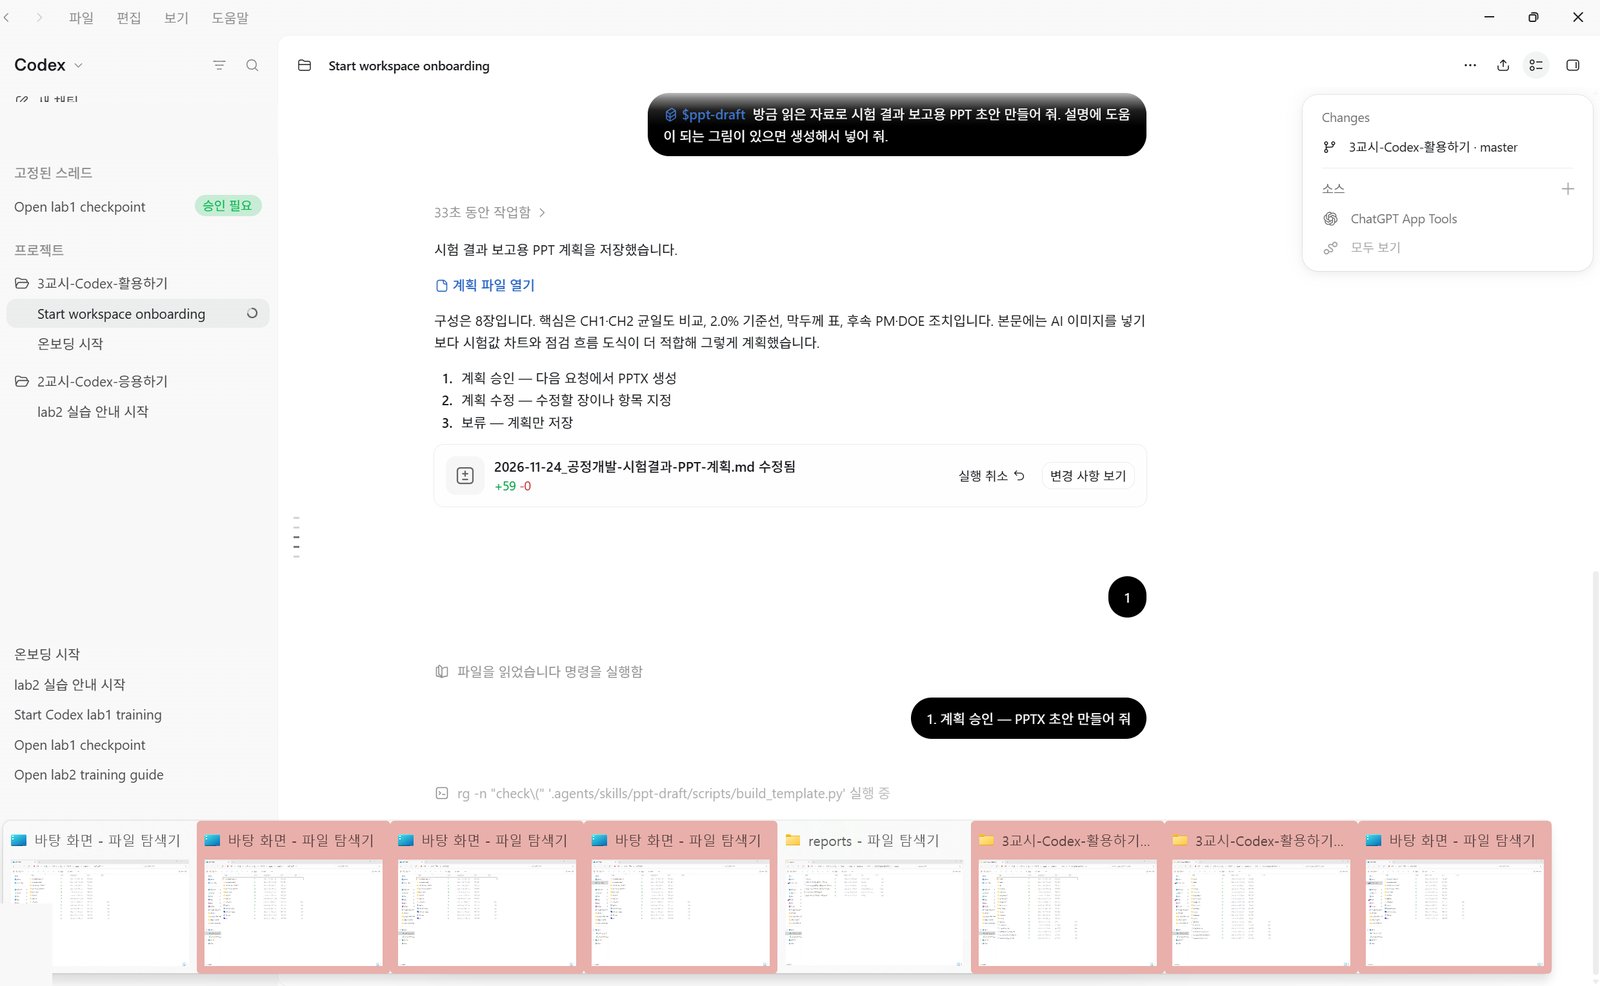 파일 편집 보기 도움말
Codex
새 채팅
고정된 스레드
Open lab1 checkpoint 승인 필요
프로젝트
3교시-Codex-활용하기
Start workspace onboarding
온보딩 시작
2교시-Codex-응용하기
lab2 실습 안내 시작
온보딩 시작
lab2 실습 안내 시작
Start Codex lab1 training
Open lab1 checkpoint
Open lab2 training guide
Start workspace onboarding
$ppt-draft 방금 읽은 자료로 시험 결과 보고용 PPT 초안 만들어 줘. 설명에 도움
이 되는 그림이 있으면 생성해서 넣어 줘.
33초 동안 작업함
시험 결과 보고용 PPT 계획을 저장했습니다.
계획 파일 열기
구성은 8장입니다. 핵심은 CH1·CH2 균일도 비교, 2.0% 기준선, 막두께 표, 후속 PM·DOE 조치입니다. 본문에는 AI 이미지를 넣기
보다 시험값 차트와 점검 흐름 도식이 더 적합해 그렇게 계획했습니다.
1. 계획 승인 — 다음 요청에서 PPTX 생성
2. 계획 수정 — 수정할 장이나 항목 지정
3. 보류 — 계획만 저장
2026-11-24_공정개발-시험결과-PPT-계획.md 수정됨
+59 -0
실행 취소 변경 사항 보기
1
파일을 읽었습니다 명령을 실행함
1. 계획 승인 — PPTX 초안 만들어 줘
rg -n "check\(" '.agents/skills/ppt-draft/scripts/build_template.py' 실행 중
Changes
3교시-Codex-활용하기 · master
소스
ChatGPT App Tools
모두 보기
바탕 화면 - 파일 탐색기
바탕 화면 - 파일 탐색기
바탕 화면 - 파일 탐색기
바탕 화면 - 파일 탐색기
reports - 파일 탐색기
3교시-Codex-활용하기...
3교시-Codex-활용하기...
바탕 화면 - 파일 탐색기